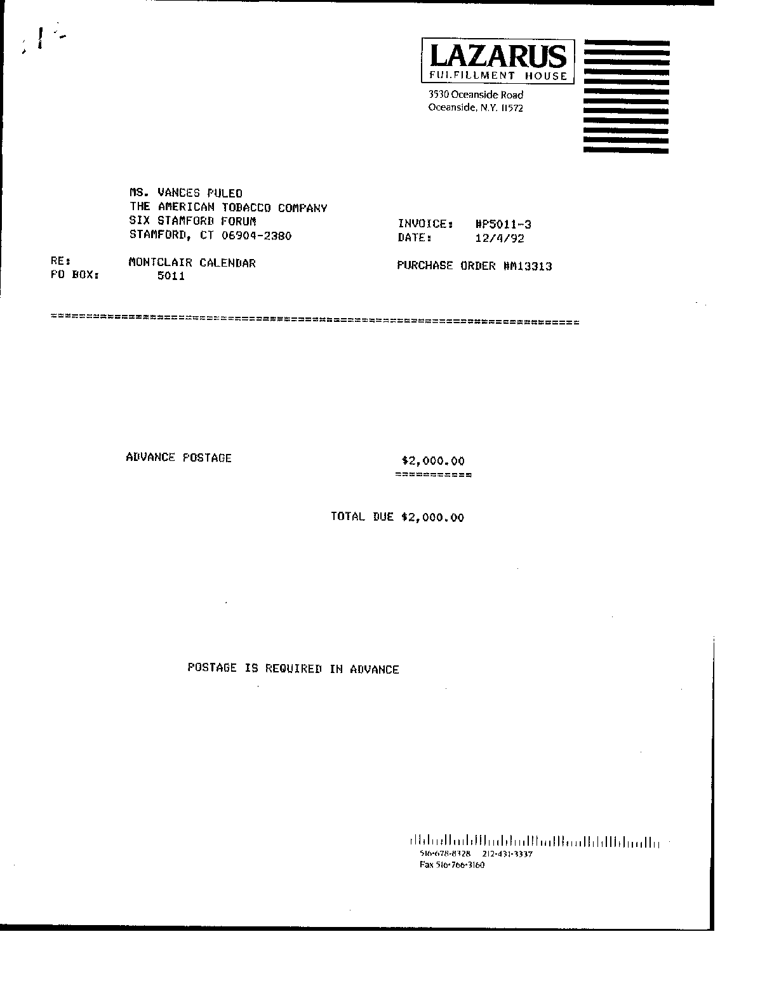 LAZARUS
FULFILLMENT HOUSE
3530 Oceanside Road
Oceanside, N.Y. 11572
MS. VANCES PULEO
THE AMERICAN TOBACCO COMPANY
SIX STAMFORD FORUM
STAMFORD, CT 06904-2380
INVOICE: #P5011-3
DATE: 12/4/92
RE: MONTCLAIR CALENDAR
PO BOX: 5011
PURCHASE ORDER #M13313
ADVANCE POSTAGE $2,000.00
TOTAL DUE $2,000.00
POSTAGE IS REQUIRED IN ADVANCE
516-678-8328 212-431-3337
Fax 516-766-3160